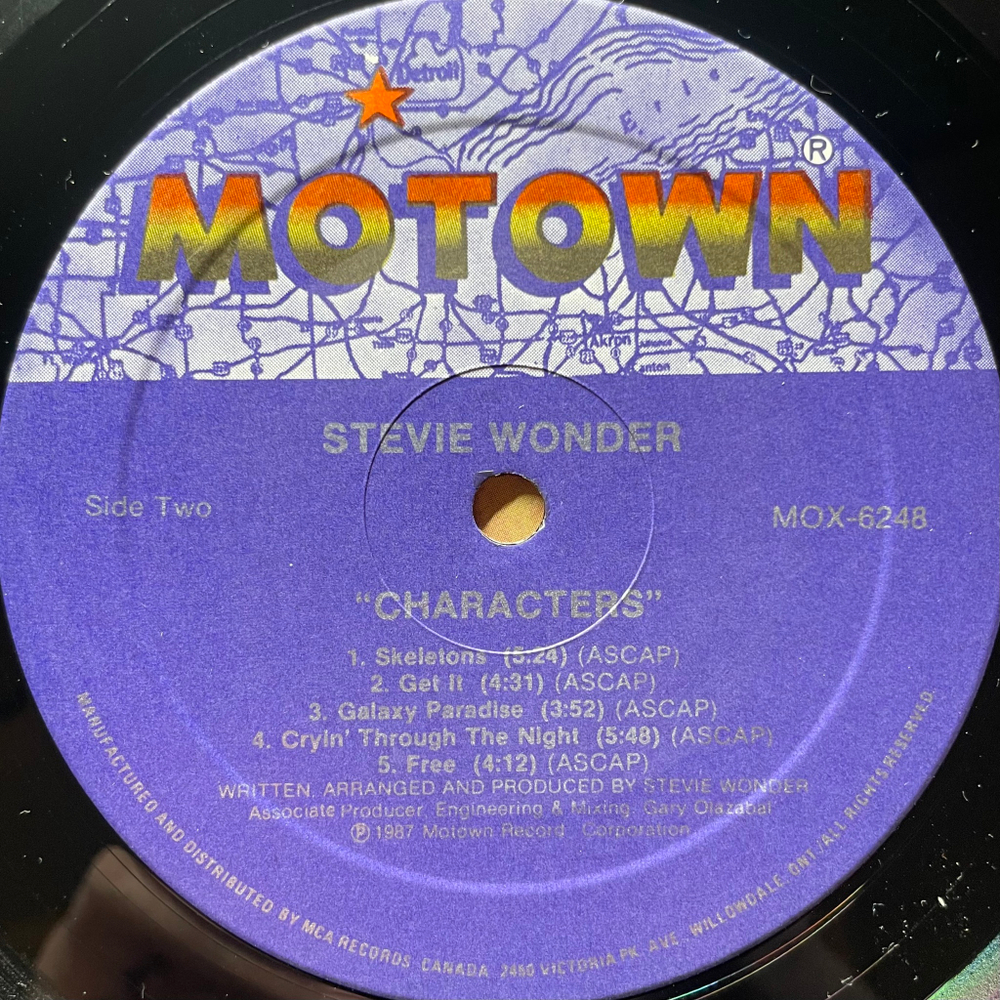 Detroit
E R I
®
MOTOWN
Akron
anton
STEVIE WONDER
Side Two
MOX-6248
"CHARACTERS"
1. Skeletons (5:24) (ASCAP)
2. Get It (4:31) (ASCAP)
3. Galaxy Paradise (3:52) (ASCAP)
4. Cryin' Through The Night (5:48) (ASCAP)
5. Free (4:12) (ASCAP)
WRITTEN, ARRANGED AND PRODUCED BY STEVIE WONDER
Associate Producer, Engineering & Mixing: Gary Olazabal
℗ 1987 Motown Record Corporation
MANUFACTURED AND DISTRIBUTED BY MCA RECORDS CANADA, 2450 VICTORIA PK. AVE., WILLOWDALE, ONT. ALL RIGHTS RESERVED.